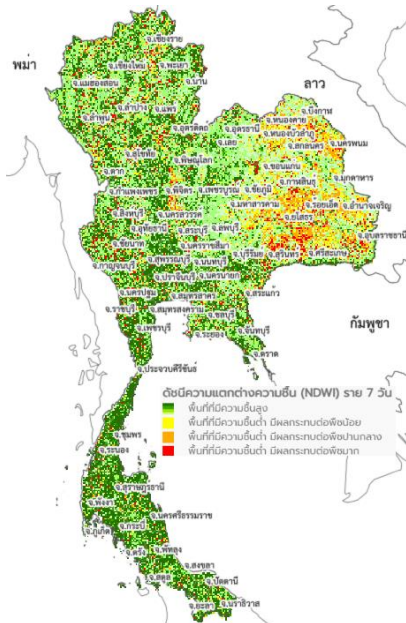 จ.เชียงราย
พม่า
จ.เชียงใหม่
จ.พะเยา
ลาว
จ.แม่ฮ่องสอน
จ.น่าน
จ.บึงกาฬ
จ.ลำปาง
จ.แพร่
จ.หนองคาย
จ.ลำพูน
จ.อุตรดิตถ์
จ.อุดรธานี
จ.หนองบัวลำภู
จ.เลย
จ.สกลนคร
จ.นครพนม
จ.สุโขทัย
จ.พิษณุโลก
จ.ขอนแก่น
จ.ตาก
จ.กาฬสินธุ์
จ.มุกดาหาร
จ.กำแพงเพชร
จ.พิจิตร
จ.เพชรบูรณ์
จ.ชัยภูมิ
จ.มหาสารคาม
จ.ร้อยเอ็ด
จ.อำนาจเจริญ
จ.สิงห์บุรี
จ.นครสวรรค์
จ.ยโสธร
จ.อุทัยธานี
จ.สระบุรี
จ.ลพบุรี
จ.อุบลราชธานี
จ.ชัยนาท
จ.นครราชสีมา
จ.บุรีรัมย์
จ.สุรินทร์
จ.ศรีสะเกษ
จ.สุพรรณบุรี
จ.นนทบุรี
จ.กาญจนบุรี
จ.ปราจีนบุรี
จ.นครนายก
จ.สระแก้ว
จ.นครปฐม
จ.สมุทรสาคร
จ.ราชบุรี
จ.สมุทรสงคราม
จ.ชลบุรี
กัมพูชา
จ.เพชรบุรี
จ.ระยอง
จ.จันทบุรี
จ.ตราด
จ.ประจวบคีรีขันธ์
ดัชนีความแตกต่างความชื้น (NDWI) ราย 7 วัน
พื้นที่ที่มีความชื้นสูง
พื้นที่ที่มีความชื้นต่ำ มีผลกระทบต่อพืชน้อย
พื้นที่ที่มีความชื้นต่ำ มีผลกระทบต่อพืชปานกลาง
พื้นที่ที่มีความชื้นต่ำ มีผลกระทบต่อพืชมาก
จ.ชุมพร
จ.ระนอง
จ.สุราษฎร์ธานี
จ.พังงา
จ.นครศรีธรรมราช
จ.กระบี่
จ.ภูเก็ต
จ.ตรัง
จ.พัทลุง
จ.สงขลา
จ.สตูล
จ.ปัตตานี
จ.ยะลา
จ.นราธิวาส